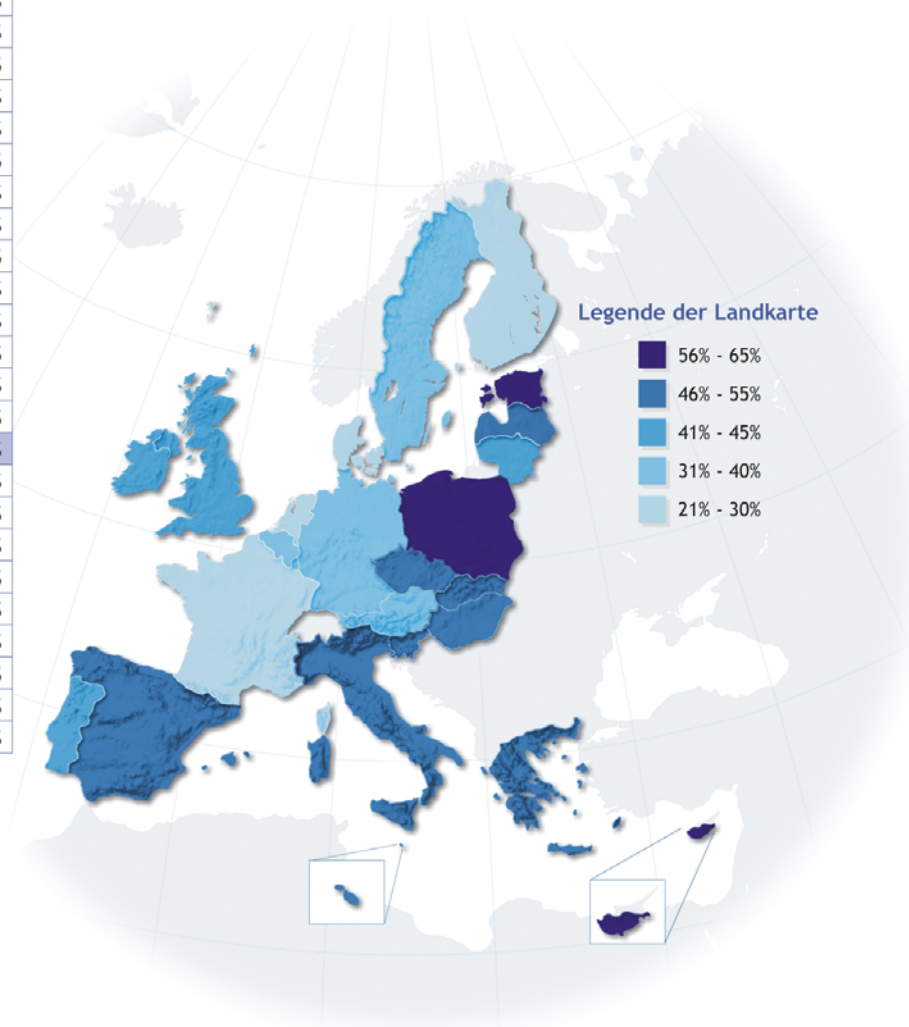 Legende der Landkarte
56% - 65%
46% - 55%
41% - 45%
31% - 40%
21% - 30%